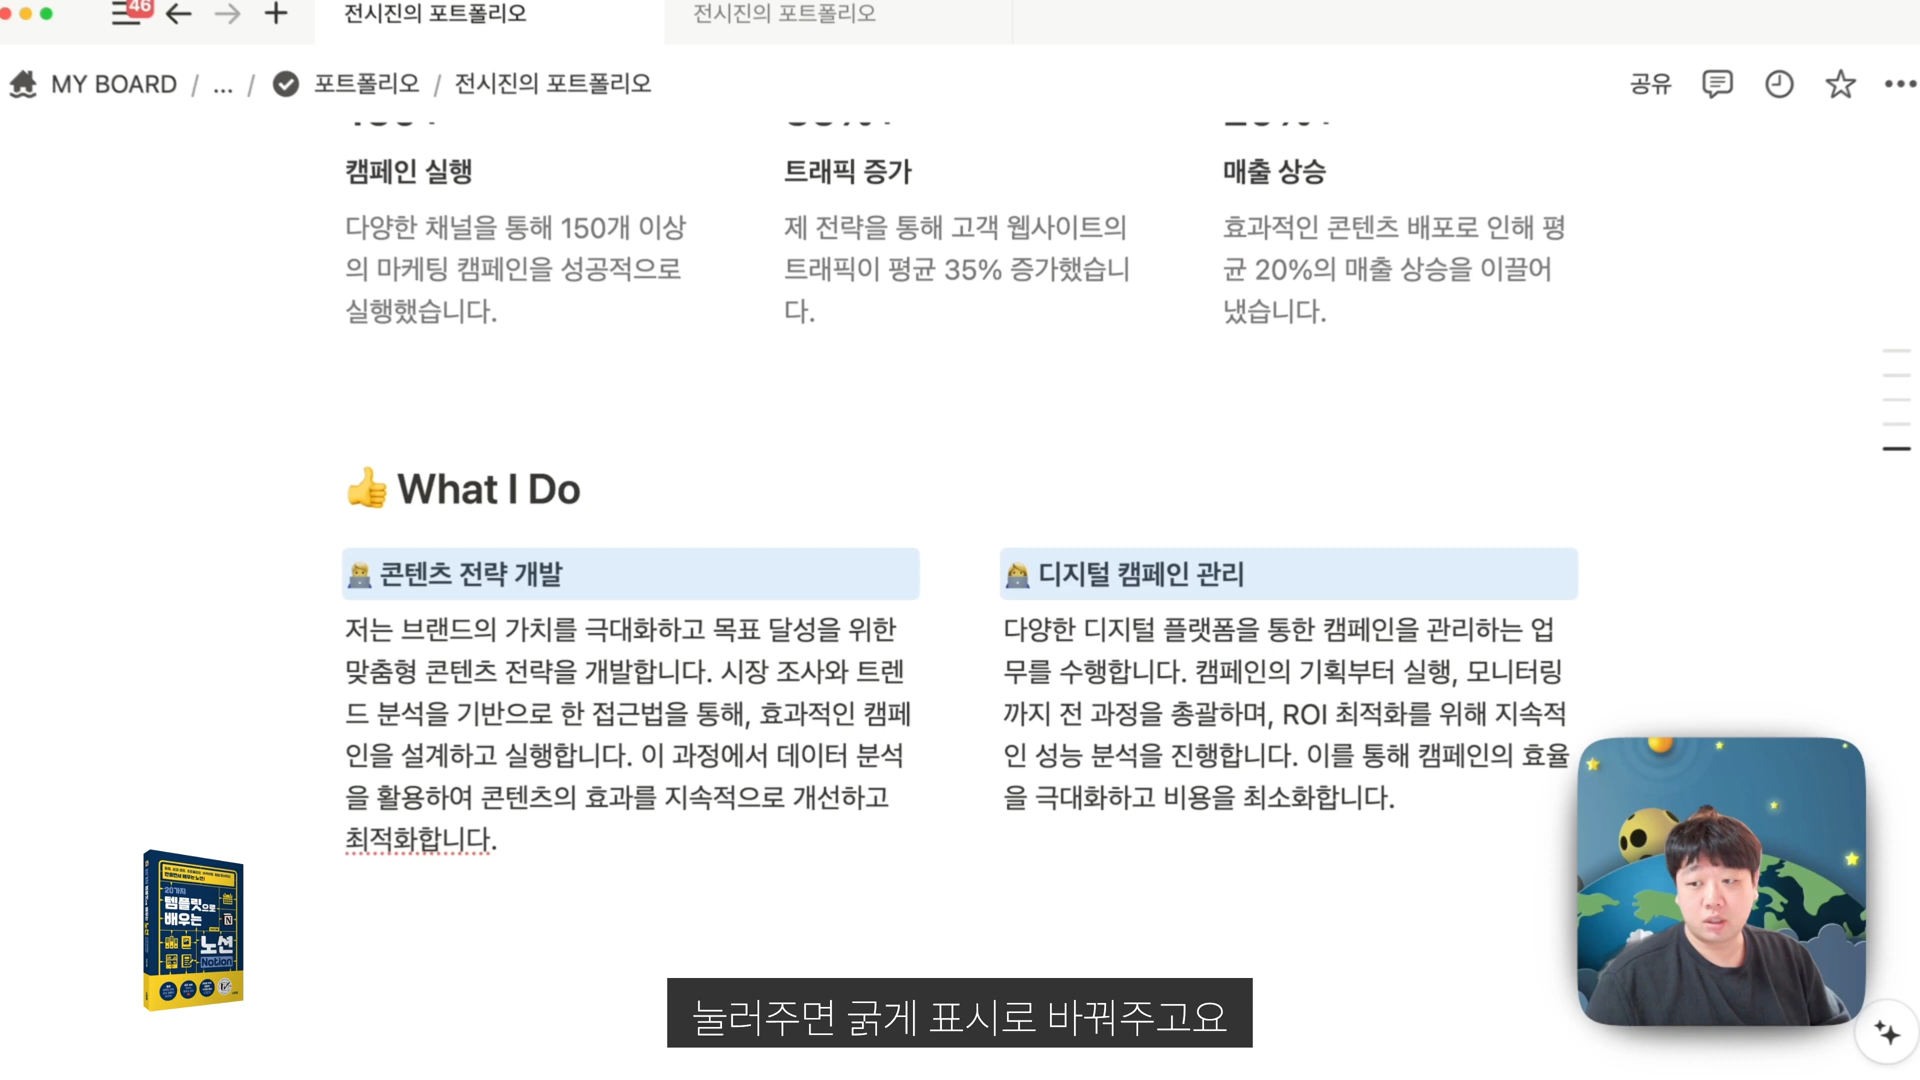 46
전시진의 포트폴리오
전시진의 포트폴리오
MY BOARD / ... / 포트폴리오 / 전시진의 포트폴리오
공유
캠페인 실행
다양한 채널을 통해 150개 이상
의 마케팅 캠페인을 성공적으로
실행했습니다.
트래픽 증가
제 전략을 통해 고객 웹사이트의
트래픽이 평균 35% 증가했습니
다.
매출 상승
효과적인 콘텐츠 배포로 인해 평
균 20%의 매출 상승을 이끌어
냈습니다.
👍 What I Do
콘텐츠 전략 개발
저는 브랜드의 가치를 극대화하고 목표 달성을 위한
맞춤형 콘텐츠 전략을 개발합니다. 시장 조사와 트렌
드 분석을 기반으로 한 접근법을 통해, 효과적인 캠페
인을 설계하고 실행합니다. 이 과정에서 데이터 분석
을 활용하여 콘텐츠의 효과를 지속적으로 개선하고
최적화합니다.
디지털 캠페인 관리
다양한 디지털 플랫폼을 통한 캠페인을 관리하는 업
무를 수행합니다. 캠페인의 기획부터 실행, 모니터링
까지 전 과정을 총괄하며, ROI 최적화를 위해 지속적
인 성능 분석을 진행합니다. 이를 통해 캠페인의 효율
을 극대화하고 비용을 최소화합니다.
20가지
템플릿으로
배우는
노션
Notion
눌러주면 굵게 표시로 바꿔주고요